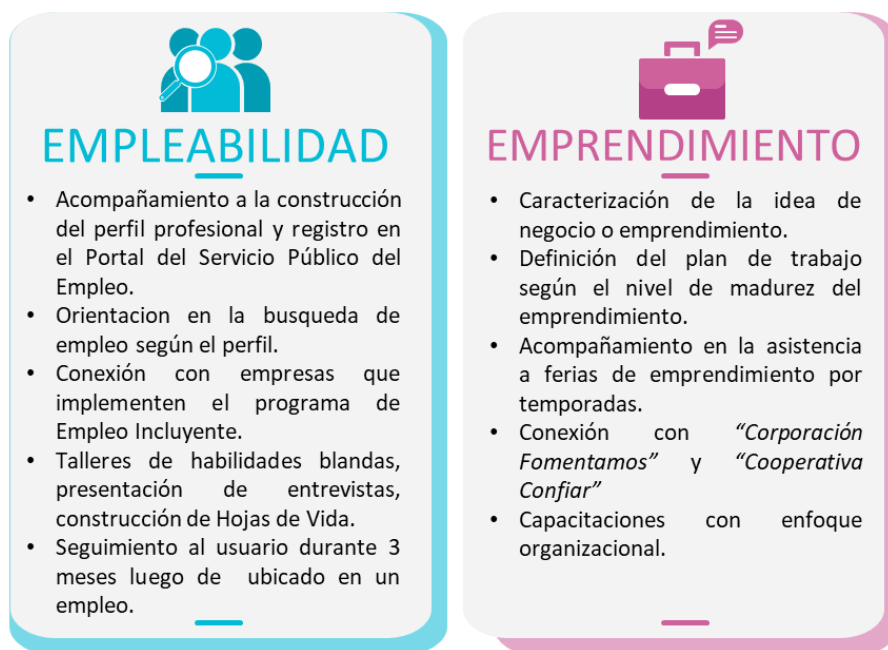 EMPLEABILIDAD
• Acompañamiento a la construcción
del perfil profesional y registro en
el Portal del Servicio Público del
Empleo.
• Orientacion en la busqueda de
empleo según el perfil.
• Conexión con empresas que
implementen el programa de
Empleo Incluyente.
• Talleres de habilidades blandas,
presentación de entrevistas,
construcción de Hojas de Vida.
• Seguimiento al usuario durante 3
meses luego de ubicado en un
empleo.
EMPRENDIMIENTO
• Caracterización de la idea de
negocio o emprendimiento.
• Definición del plan de trabajo
según el nivel de madurez del
emprendimiento.
• Acompañamiento en la asistencia
a ferias de emprendimiento por
temporadas.
• Conexión con “Corporación
Fomentamos” y “Cooperativa
Confiar”
• Capacitaciones con enfoque
organizacional.